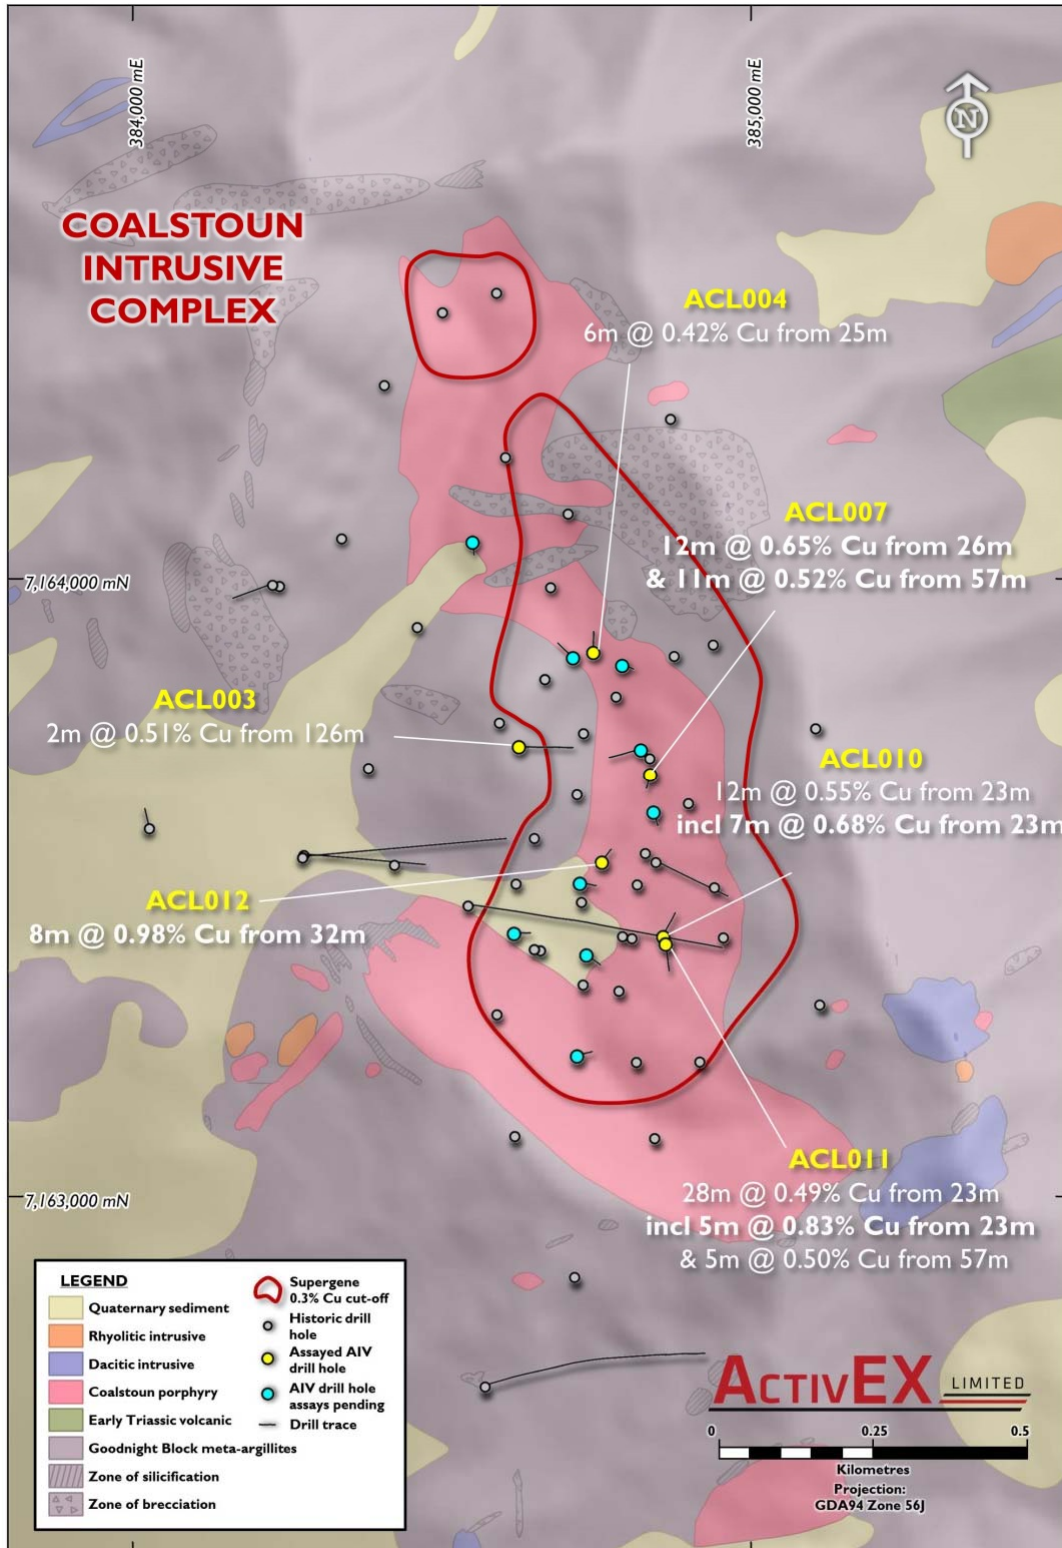 384,000 mE
385,000 mE
N
COALSTOUN
INTRUSIVE
COMPLEX
ACL004
6m @ 0.42% Cu from 25m
ACL007
12m @ 0.65% Cu from 26m
& 11m @ 0.52% Cu from 57m
7,164,000 mN
ACL003
2m @ 0.51% Cu from 126m
ACL010
12m @ 0.55% Cu from 23m
incl 7m @ 0.68% Cu from 23m
ACL012
8m @ 0.98% Cu from 32m
ACL011
28m @ 0.49% Cu from 23m
incl 5m @ 0.83% Cu from 23m
& 5m @ 0.50% Cu from 57m
7,163,000 mN
LEGEND
Quaternary sediment
Rhyolitic intrusive
Dacitic intrusive
Coalstoun porphyry
Early Triassic volcanic
Goodnight Block meta-argillites
Zone of silicification
Zone of brecciation
Supergene
0.3% Cu cut-off
Historic drill
hole
Assayed AIV
drill hole
AIV drill hole
assays pending
Drill trace
ACTIVEX LIMITED
0 0.25 0.5
Kilometres
Projection:
GDA94 Zone 56J